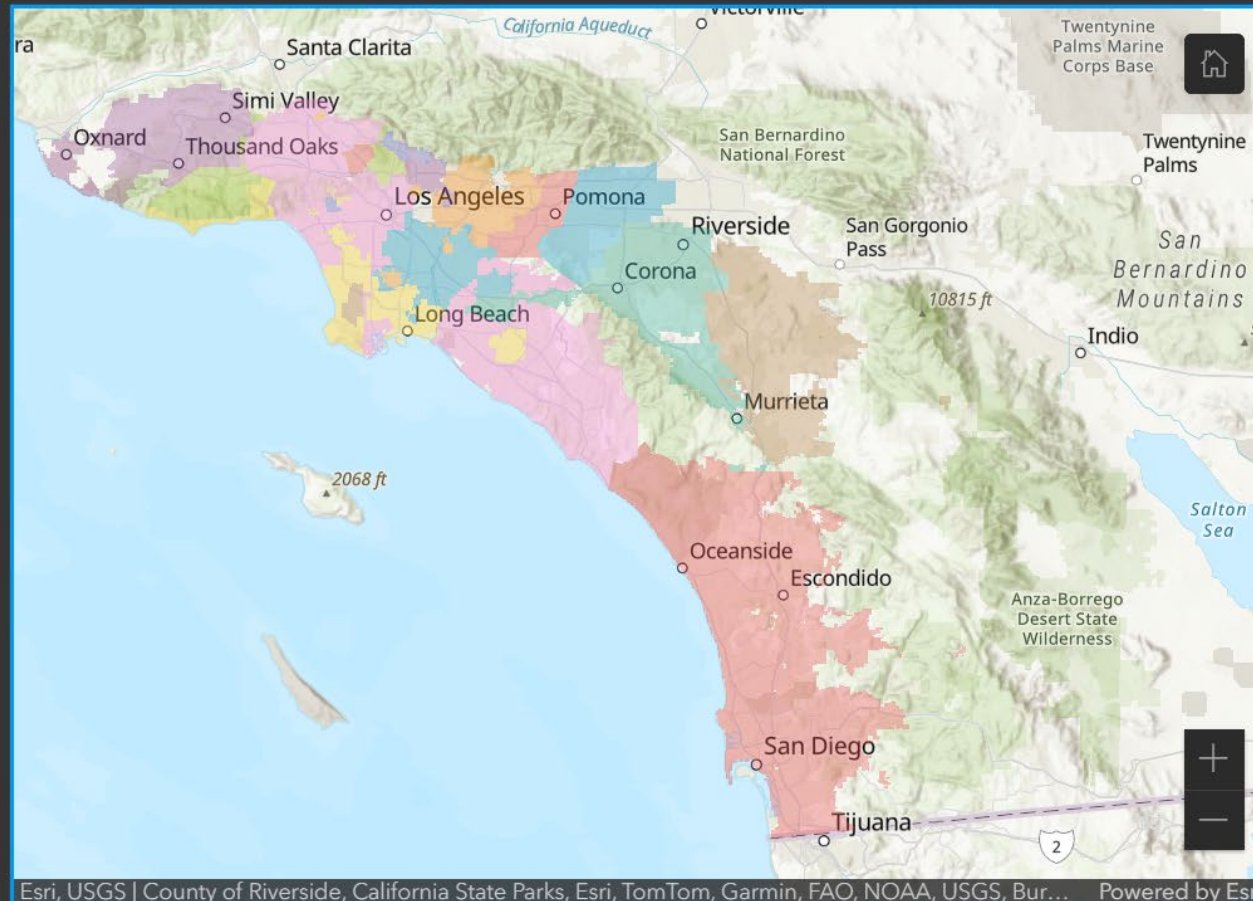 Victorville
California Aqueduct
ra
Santa Clarita
Twentynine
Palms Marine
Corps Base
Simi Valley
Oxnard
Thousand Oaks
San Bernardino
National Forest
Twentynine
Palms
Los Angeles
Pomona
Riverside
San Gorgonio
Pass
San
Bernardino
Mountains
Corona
10815 ft
Long Beach
Indio
Murrieta
2068 ft
Salton
Sea
Oceanside
Escondido
Anza-Borrego
Desert State
Wilderness
San Diego
+
−
Tijuana
2
Esri, USGS | County of Riverside, California State Parks, Esri, TomTom, Garmin, FAO, NOAA, USGS, Bur... Powered by Es